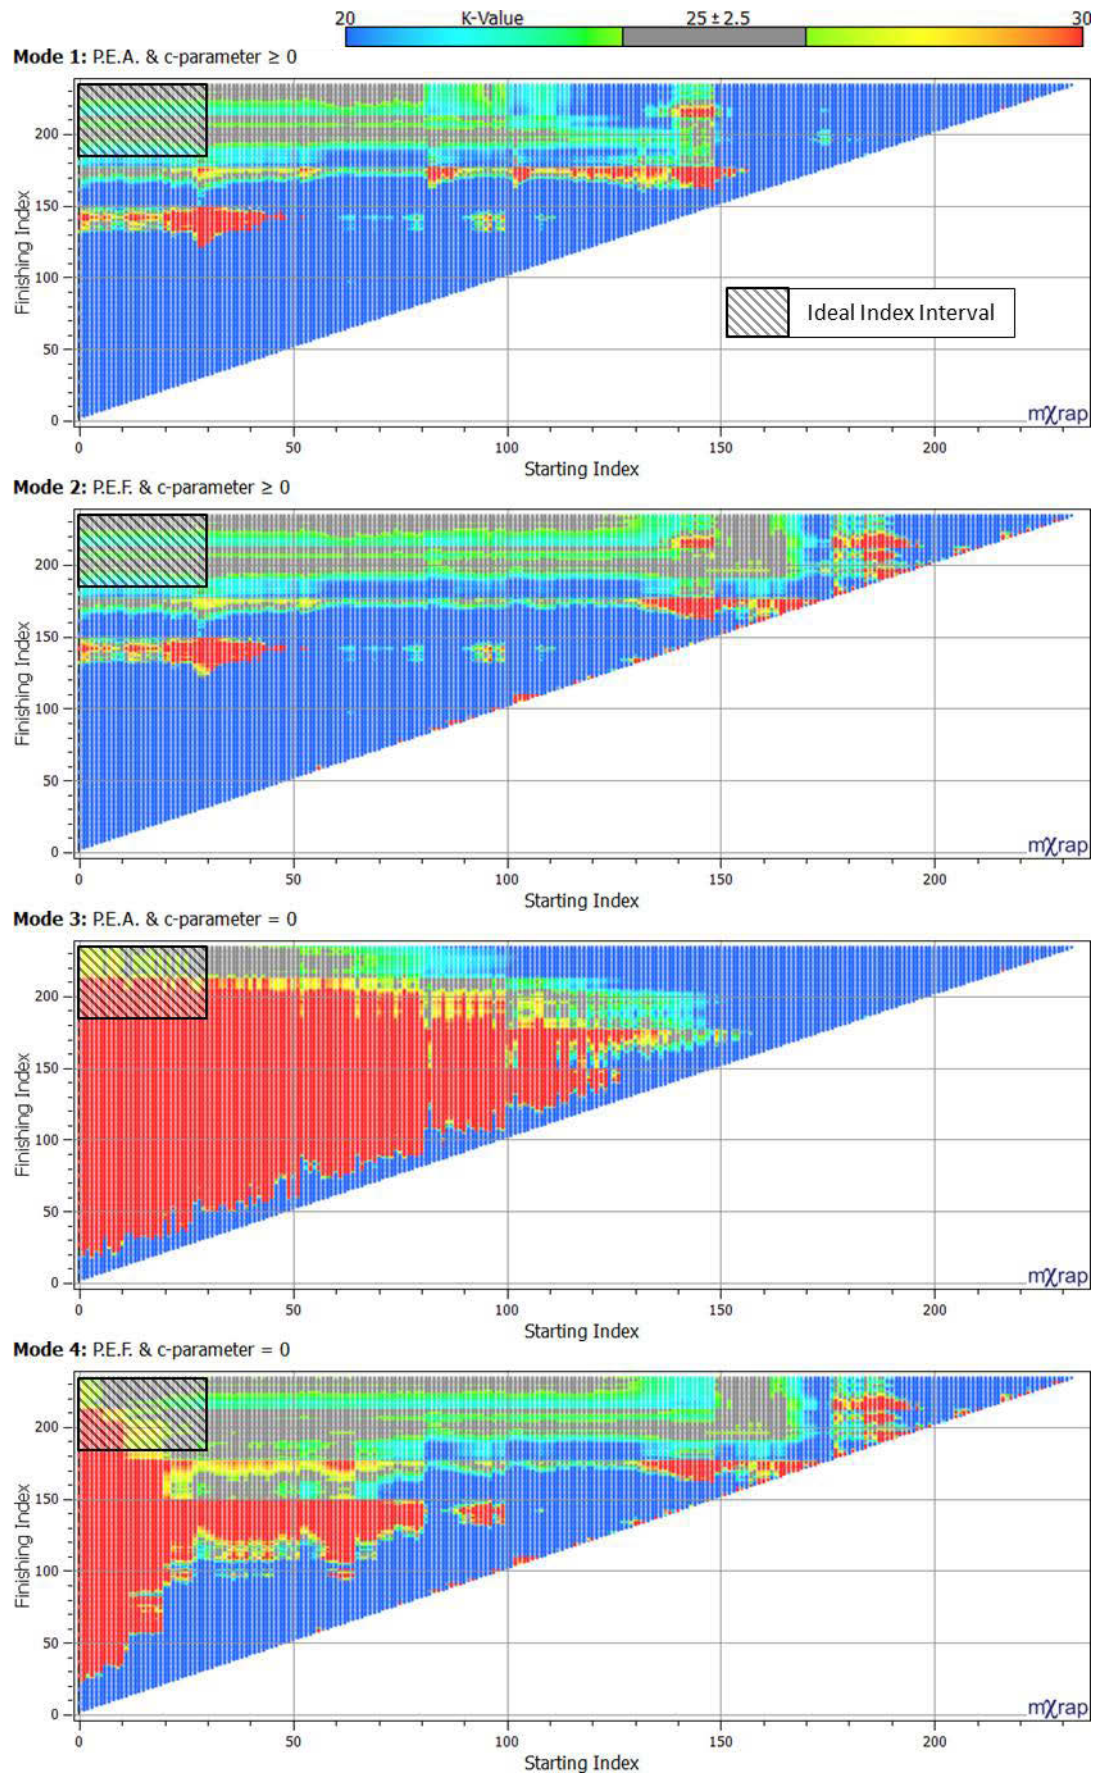 20 K-Value 25 ± 2.5 30
Mode 1: P.E.A. & c-parameter ≥ 0
Finishing Index
200
150
100
50
0
Ideal Index Interval
mχrap
0 50 100 150 200
Starting Index
Mode 2: P.E.F. & c-parameter ≥ 0
Finishing Index
200
150
100
50
0
mχrap
0 50 100 150 200
Starting Index
Mode 3: P.E.A. & c-parameter = 0
Finishing Index
200
150
100
50
0
mχrap
0 50 100 150 200
Starting Index
Mode 4: P.E.F. & c-parameter = 0
Finishing Index
200
150
100
50
0
mχrap
0 50 100 150 200
Starting Index